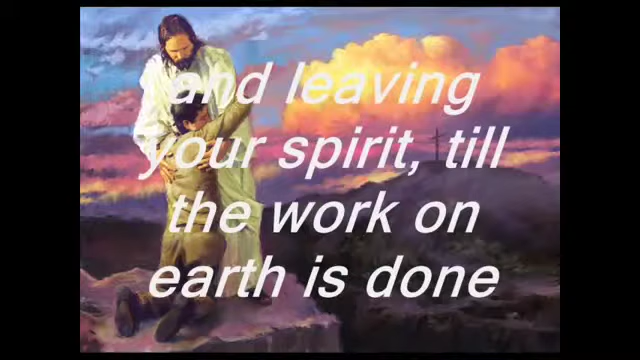 and leaving
your spirit, till
the work on
earth is done